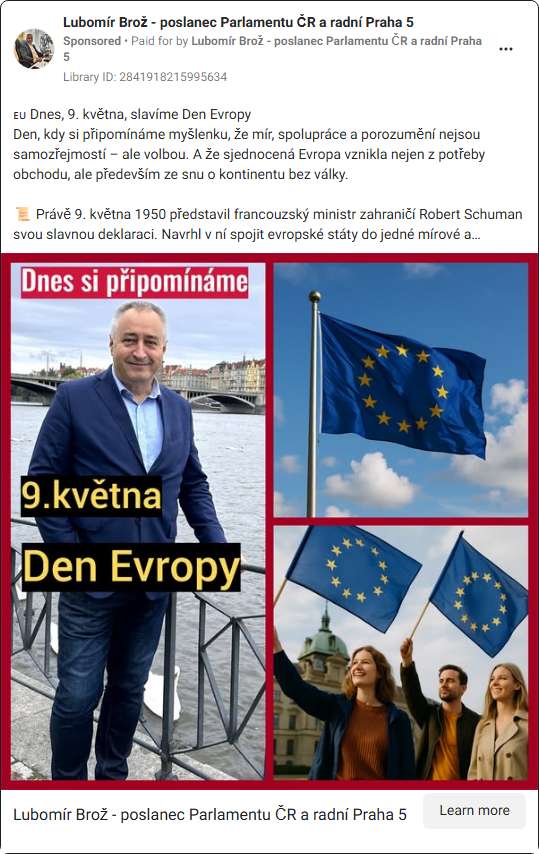 Lubomír Brož - poslanec Parlamentu ČR a radní Praha 5
Sponsored • Paid for by Lubomír Brož - poslanec Parlamentu ČR a radní Praha
5
Library ID: 2841918215995634
EU Dnes, 9. května, slavíme Den Evropy
Den, kdy si připomínáme myšlenku, že mír, spolupráce a porozumění nejsou
samozřejmostí – ale volbou. A že sjednocená Evropa vznikla nejen z potřeby
obchodu, ale především ze snu o kontinentu bez války.
📜 Právě 9. května 1950 představil francouzský ministr zahraničí Robert Schuman
svou slavnou deklaraci. Navrhl v ní spojit evropské státy do jedné mírové a...
Dnes si připomínáme
9.května
Den Evropy
Lubomír Brož - poslanec Parlamentu ČR a radní Praha 5
Learn more